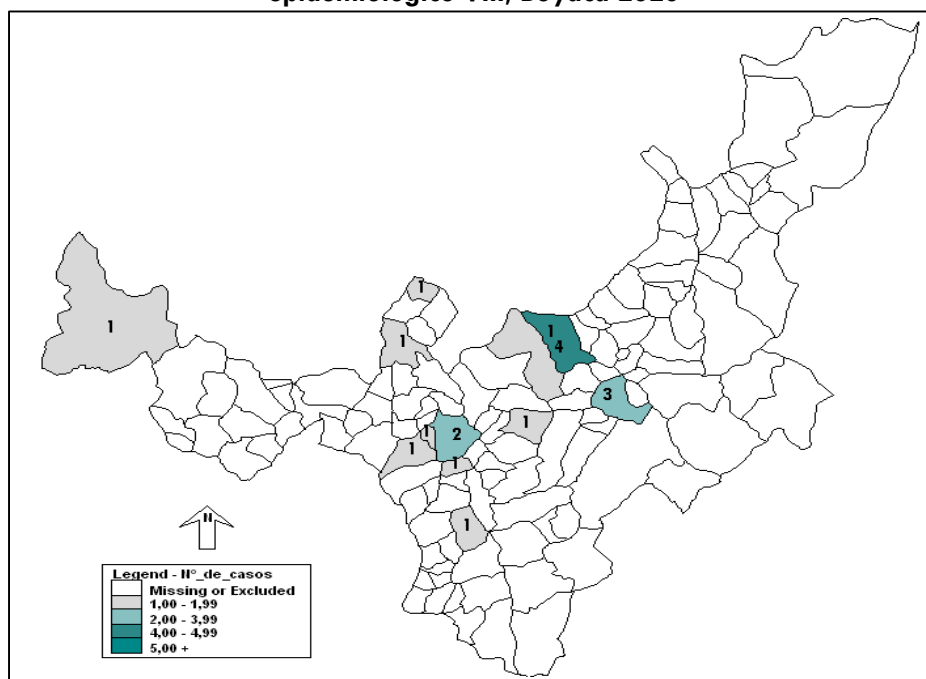 epidemiológico VIII, Boyacá 2020
1
1
1
4
1
3
1
1
2
1
1
1
N
Legend - Nº_de_casos
Missing or Excluded
1,00 - 1,99
2,00 - 3,99
4,00 - 4,99
5,00 +